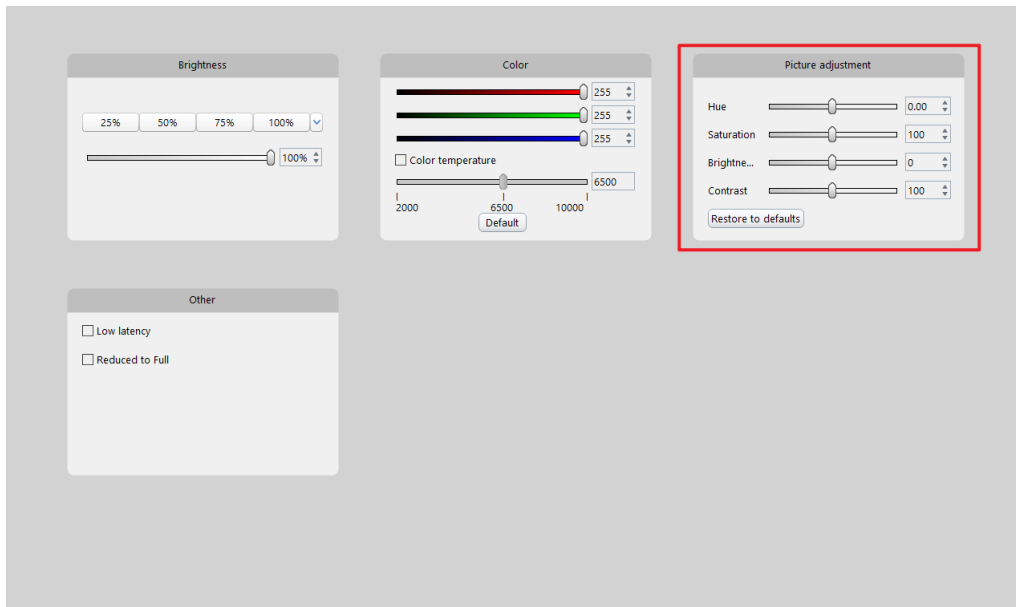 Brightness
25% 50% 75% 100%
100%
Color
255
255
255
Color temperature
6500
2000 6500 10000
Default
Picture adjustment
Hue 0.00
Saturation 100
Brightne... 0
Contrast 100
Restore to defaults
Other
Low latency
Reduced to Full